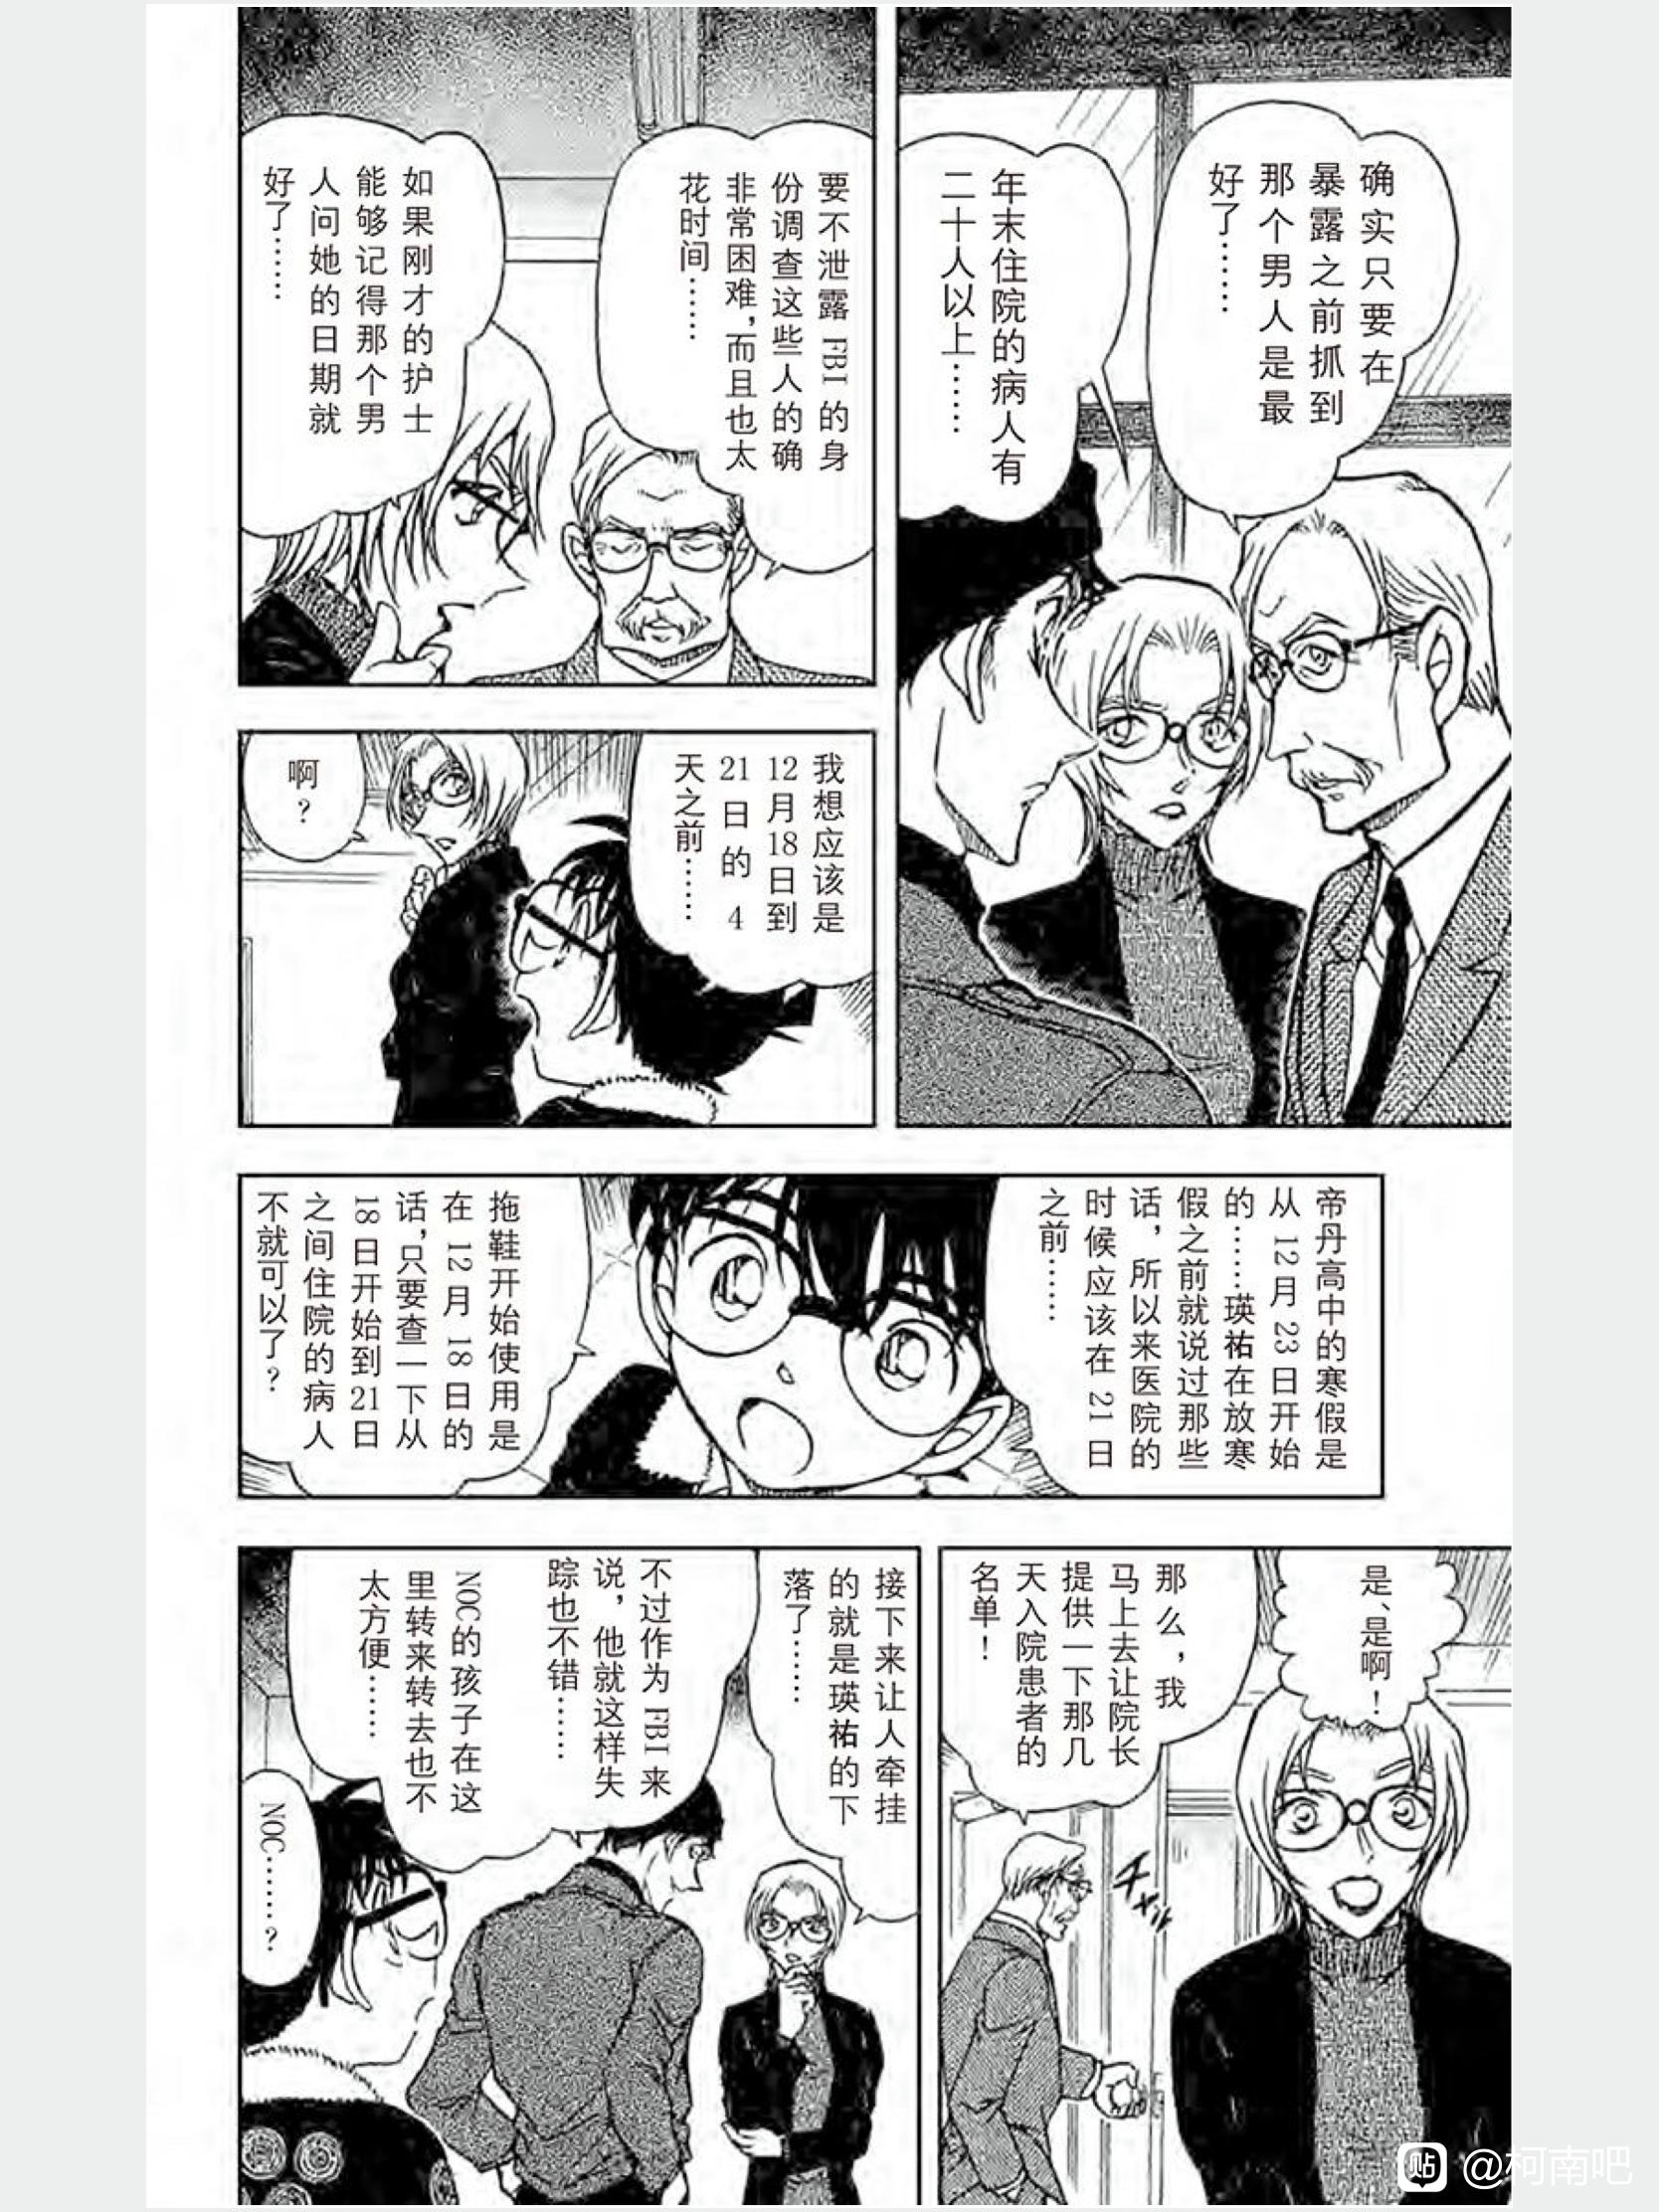 确实只要在
暴露之前抓到
那个男人是最
好了……
年末住院的病人有
二十人以上……
要不泄露FBI的身
份调查这些人的确
非常困难,而且也太
花时间……
如果刚才的护士
能够记得那个男
人问她的日期就
好了……
我想应该是
12月18日到
21日的4
天之前……
啊?
帝丹高中的寒假是
从12月23日开始
的……瑛祐在放寒
假之前就说过那些
话,所以来医院的
时候应该在21日
之前……
拖鞋开始使用是
在12月18日的
话,只要查一下从
18日开始到21日
之间住院的病人
不就可以了?
是、是啊!
那么,我
马上去让院长
提供一下那几
天入院患者的
名单!
チャ
接下来让人牵挂
的就是瑛祐的下
落了……
不过作为FBI来
说,他就这样失
踪也不错……
NOC的孩子在这
里转来转去也不
太方便……
NOC……?
贴 @柯南吧